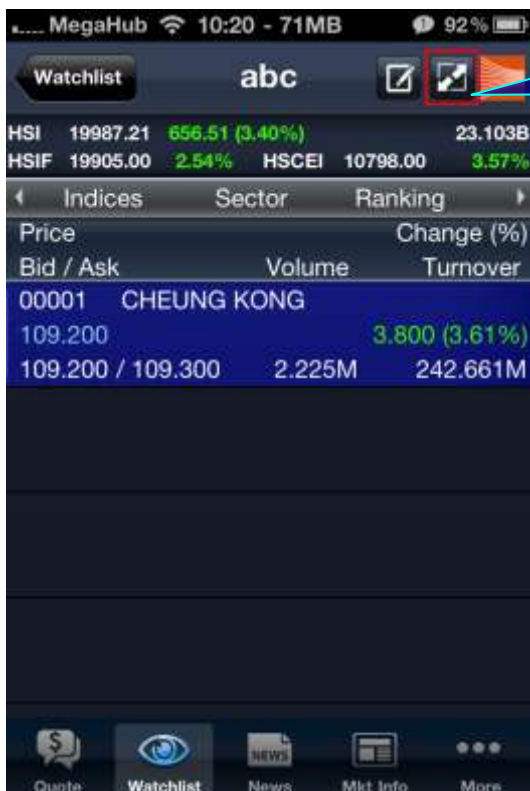 MegaHub 10:20 - 71MB 92%
Watchlist abc
HSI 19987.21 656.51 (3.40%) 23.103B
HSIF 19905.00 2.54% HSCEI 10798.00 3.57%
Indices Sector Ranking
Price Change (%)
Bid / Ask Volume Turnover
00001 CHEUNG KONG
109.200 3.800 (3.61%)
109.200 / 109.300 2.225M 242.661M
NEWS
Quote Watchlist News Mkt Info More